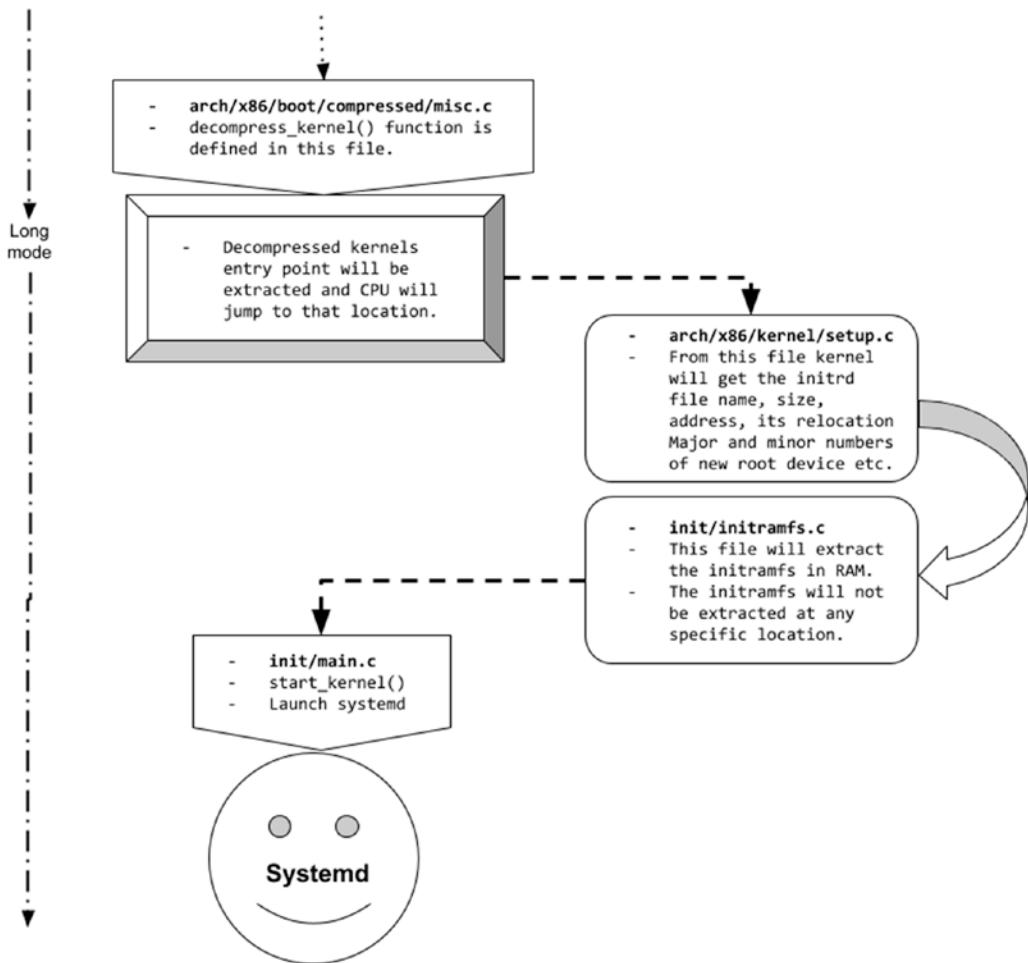 - arch/x86/boot/compressed/misc.c
- decompress_kernel() function is
defined in this file.
Long
mode
- Decompressed kernels
entry point will be
extracted and CPU will
jump to that location.
- arch/x86/kernel/setup.c
- From this file kernel
will get the initrd
file name, size,
address, its relocation
Major and minor numbers
of new root device etc.
- init/initramfs.c
- This file will extract
the initramfs in RAM.
- The initramfs will not
be extracted at any
specific location.
- init/main.c
- start_kernel()
- Launch systemd
Systemd